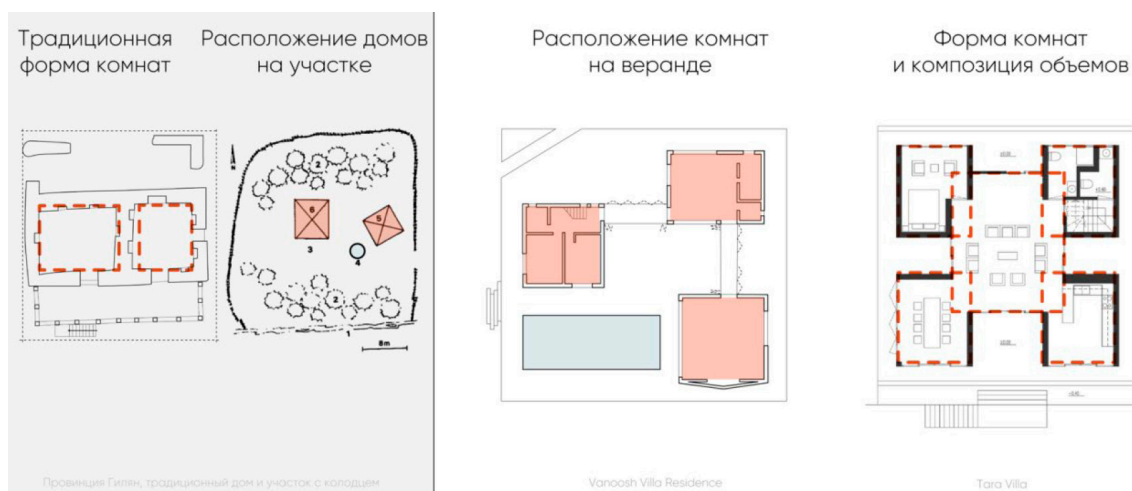 Традиционная
форма комнат
Расположение домов
на участке
Расположение комнат
на веранде
Форма комнат
и композиция объемов
N
2
6
5
3
4
2
1
8m
Провинция Гилян, традиционный дом и участок с колодцем
Vanoosh Villa Residence
Tara Villa